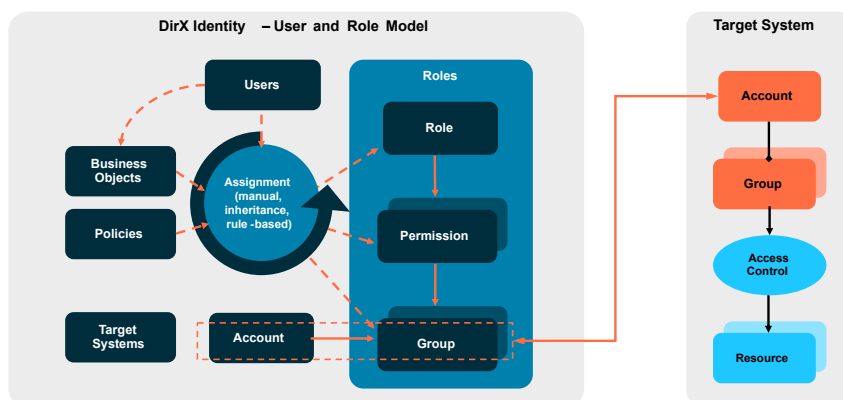 DirX Identity – User and Role Model
Target System
Users
Roles
Account
Role
Business
Objects
Assignment
(manual,
inheritance,
rule -based)
Group
Policies
Permission
Access
Control
Target
Systems
Account
Group
Resource